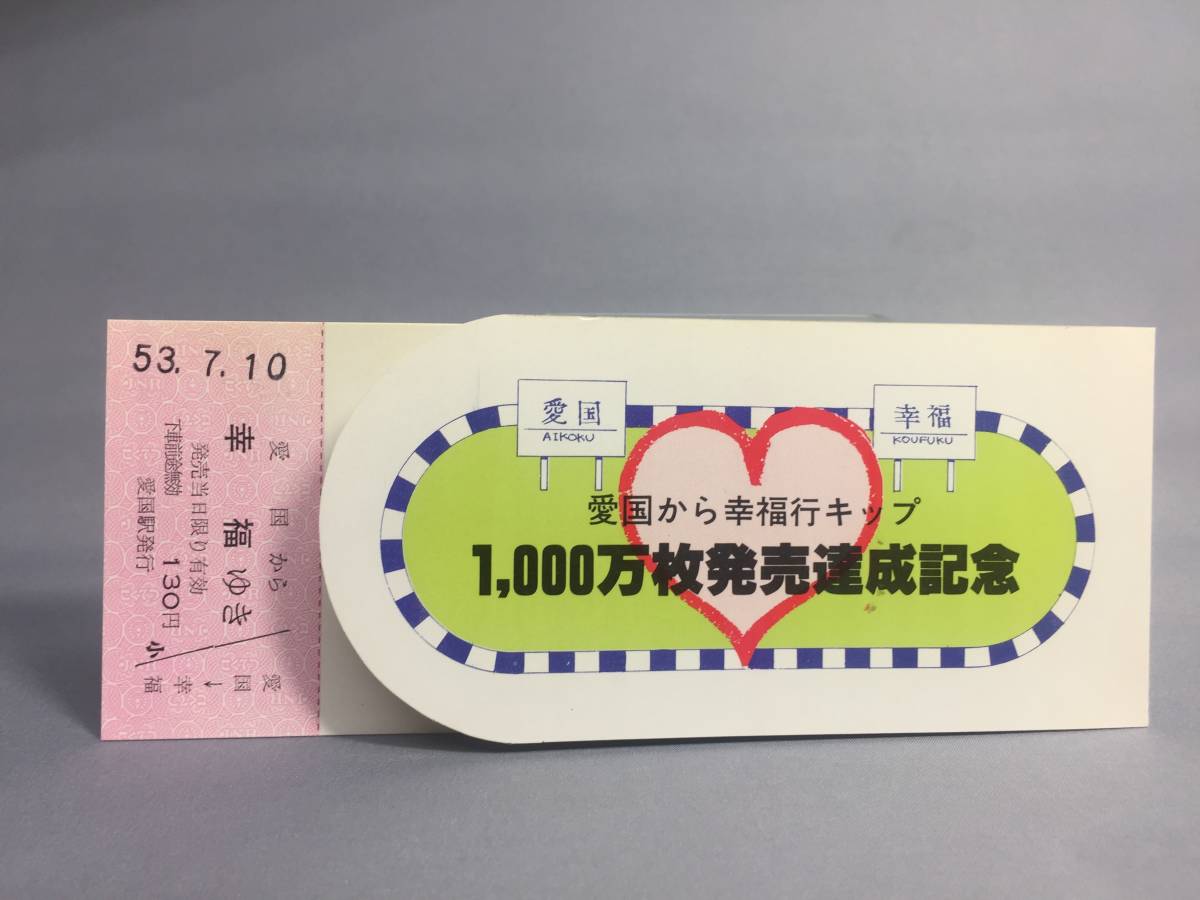 53. 7. 10
愛国から
幸福ゆき
発売当日限り有効
下車前途無効 130円
愛国駅発行
小
愛国→幸福
愛国
AIKOKU
幸福
KOUFUKU
愛国から幸福行キップ
1,000万枚発売達成記念